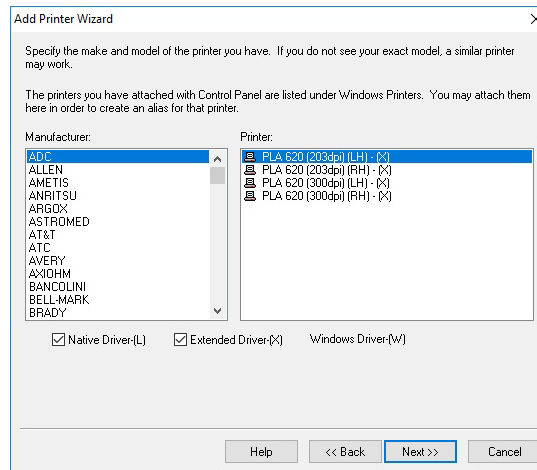 Add Printer Wizard
Specify the make and model of the printer you have. If you do not see your exact model, a similar printer
may work.
The printers you have attached with Control Panel are listed under Windows Printers. You may attach them
here in order to create an alias for that printer.
Manufacturer:
ADC
ALLEN
AMETIS
ANRITSU
ARGOX
ASTROMED
AT&T
ATC
AVERY
AXIOHM
BANCOLINI
BELL-MARK
BRADY
Printer:
PLA 620 (203dpi) (LH) - (X)
PLA 620 (203dpi) (RH) - (X)
PLA 620 (300dpi) (LH) - (X)
PLA 620 (300dpi) (RH) - (X)
Native Driver-(L) Extended Driver-(X) Windows Driver-(W)
Help << Back Next >> Cancel